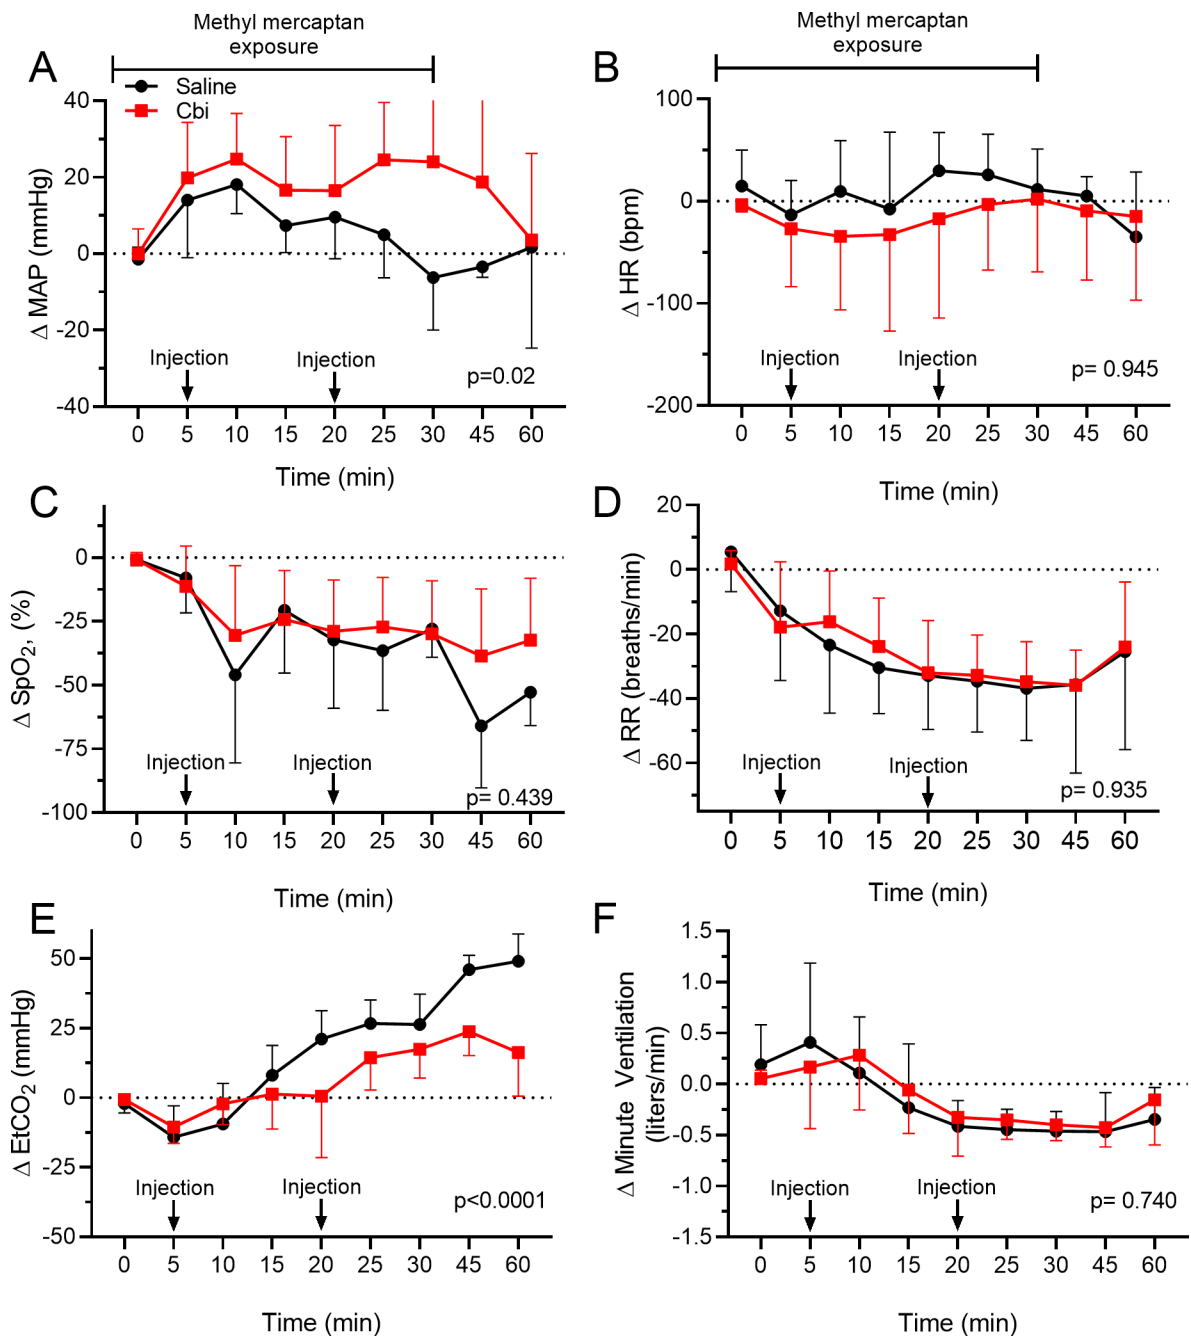 Methyl mercaptan
exposure
A
Saline
Cbi
40
20
0
-20
-40
Δ MAP (mmHg)
Injection
Injection
p=0.02
0 5 10 15 20 25 30 45 60
Time (min)
Methyl mercaptan
exposure
B
100
0
-100
-200
Δ HR (bpm)
Injection
Injection
p= 0.945
0 5 10 15 20 25 30 45 60
Time (min)
C
0
-25
-50
-75
-100
Δ SpO₂, (%)
Injection
Injection
p= 0.439
0 5 10 15 20 25 30 45 60
Time (min)
D
20
0
-20
-40
-60
Δ RR (breaths/min)
Injection
Injection
p= 0.935
0 5 10 15 20 25 30 45 60
E
50
25
0
-25
-50
Δ EtCO₂ (mmHg)
Injection
Injection
p<0.0001
0 5 10 15 20 25 30 45 60
Time (min)
F
1.5
1.0
0.5
0.0
-0.5
-1.0
-1.5
Δ Minute Ventilation
(liters/min)
Injection
Injection
p= 0.740
0 5 10 15 20 25 30 45 60
Time (min)